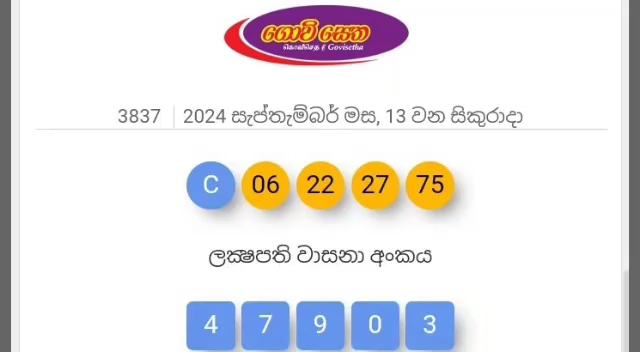 ගොවි සෙත
கொவிசெத / Govisetha
3837 2024 සැප්තැම්බර් මස, 13 වන සිකුරාදා
C 06 22 27 75
ලක්‍ෂපති වාසනා අංකය
4 7 9 0 3